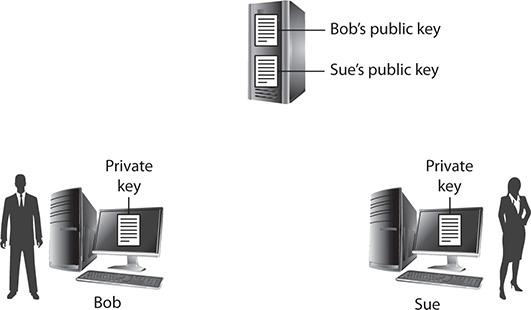 Bob's public key
Sue's public key
Private
key
Private
key
Bob
Sue